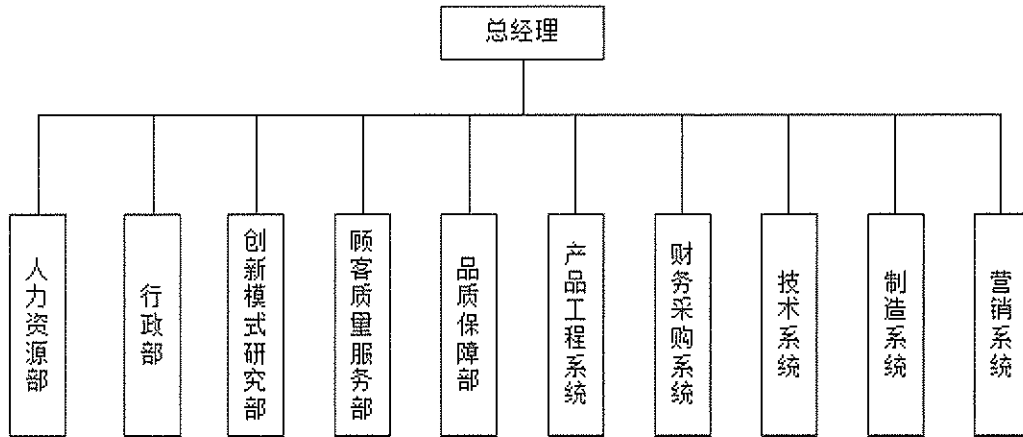 总经理
人力资源部
行政部
创新模式研究部
顾客质量服务部
品质保障部
产品工程系统
财务采购系统
技术系统
制造系统
营销系统